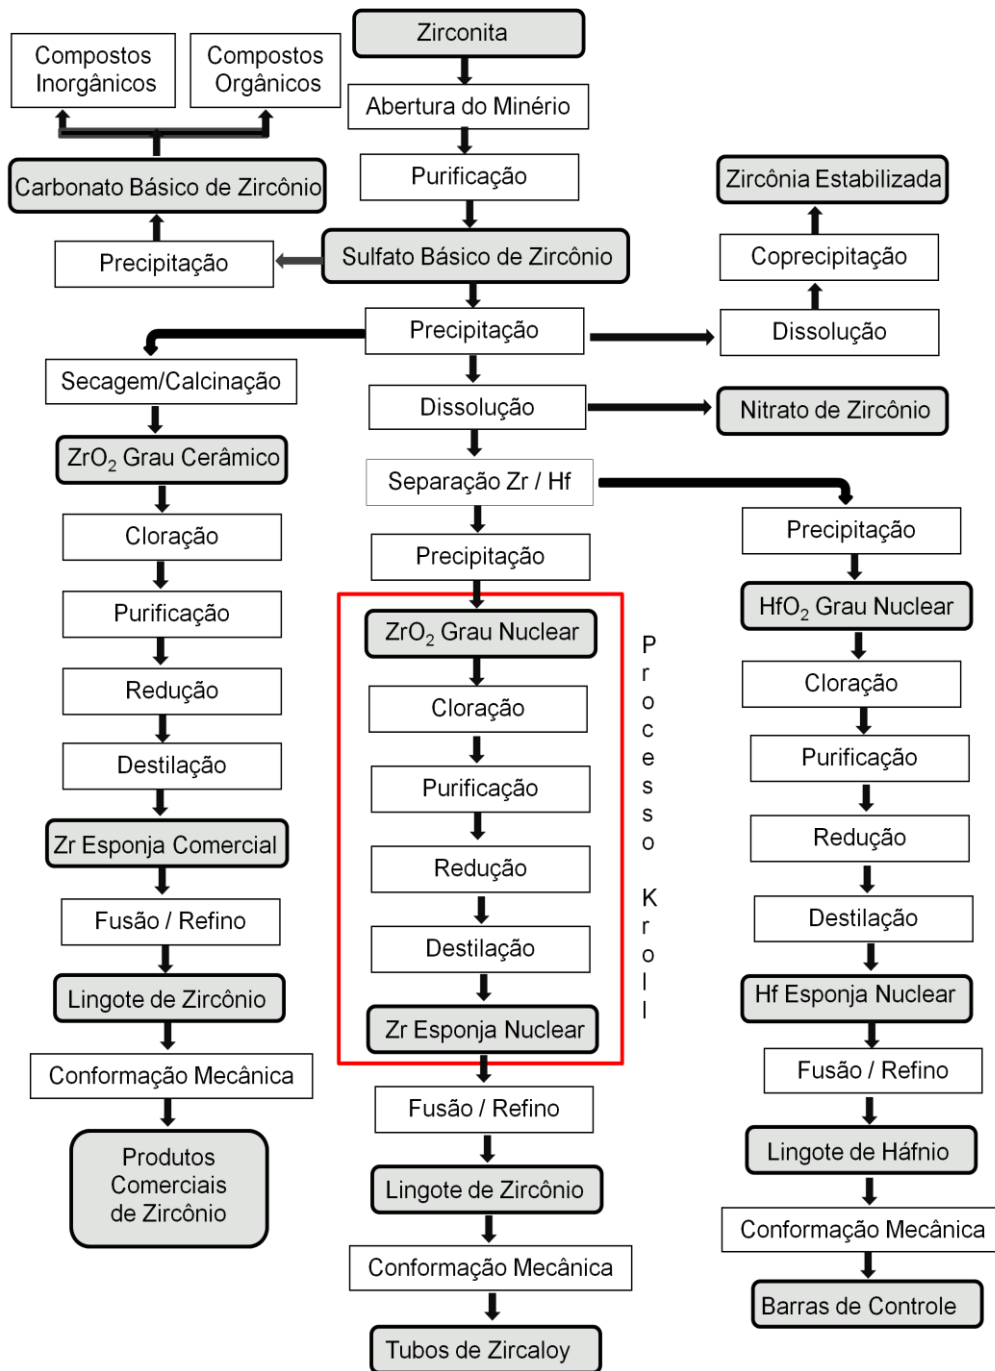 Zirconita
Compostos
Inorgânicos
Compostos
Orgânicos
Abertura do Minério
Carbonato Básico de Zircônio
Purificação
Zircônia Estabilizada
Precipitação
Sulfato Básico de Zircônio
Coprecipitação
Precipitação
Dissolução
Secagem/Calcinação
Dissolução
Nitrato de Zircônio
ZrO₂ Grau Cerâmico
Separação Zr / Hf
Cloração
Precipitação
Precipitação
Purificação
ZrO₂ Grau Nuclear
HfO₂ Grau Nuclear
Redução
Cloração
Cloração
Destilação
Purificação
Purificação
Zr Esponja Comercial
Redução
Redução
Fusão / Refino
Destilação
Destilação
Lingote de Zircônio
Zr Esponja Nuclear
Hf Esponja Nuclear
Processo Kroll
Conformação Mecânica
Fusão / Refino
Fusão / Refino
Produtos
Comerciais
de Zircônio
Lingote de Zircônio
Lingote de Háfnio
Conformação Mecânica
Conformação Mecânica
Tubos de Zircaloy
Barras de Controle